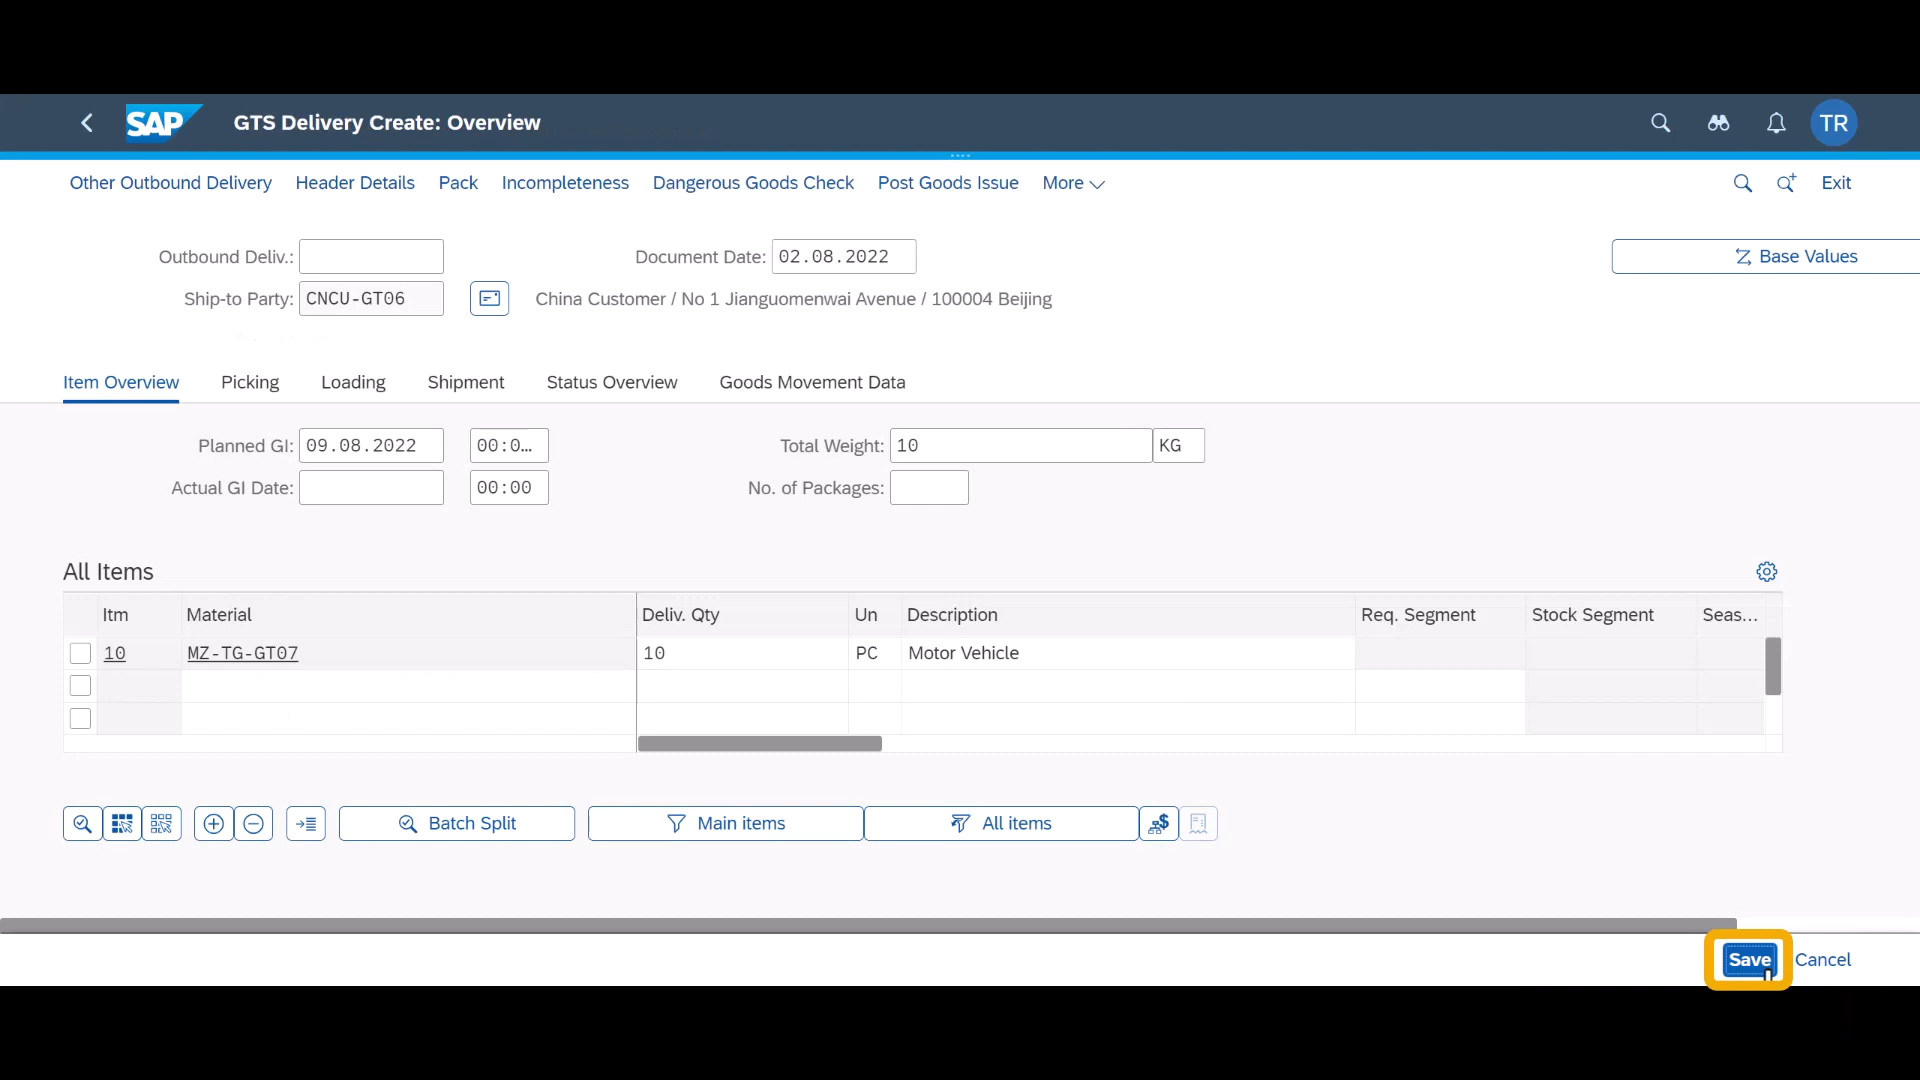 SAP GTS Delivery Create: Overview TR
Other Outbound Delivery Header Details Pack Incompleteness Dangerous Goods Check Post Goods Issue More Exit
Outbound Deliv.: Document Date: 02.08.2022 Base Values
Ship-to Party: CNCU-GT06 China Customer / No 1 Jianguomenwai Avenue / 100004 Beijing
Item Overview Picking Loading Shipment Status Overview Goods Movement Data
Planned GI: 09.08.2022 00:0... Total Weight: 10 KG
Actual GI Date: 00:00 No. of Packages:
All Items
Itm Material Deliv. Qty Un Description Req. Segment Stock Segment Seas...
10 MZ-TG-GT07 10 PC Motor Vehicle
Batch Split Main items All items
Save Cancel